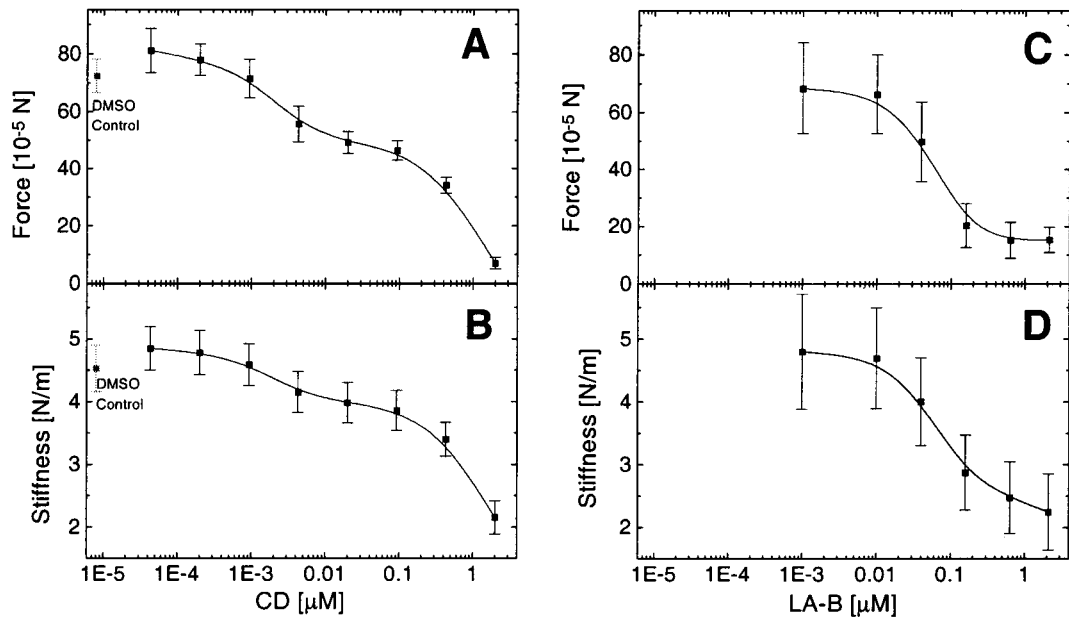 A
Force [10-5 N]
80
60
40
20
0
DMSO
Control
B
Stiffness [N/m]
5
4
3
2
DMSO
Control
1E-5 1E-4 1E-3 0.01 0.1 1
CD [μM]
C
Force [10-5 N]
80
60
40
20
0
D
Stiffness [N/m]
5
4
3
2
1E-5 1E-4 1E-3 0.01 0.1 1
LA-B [μM]